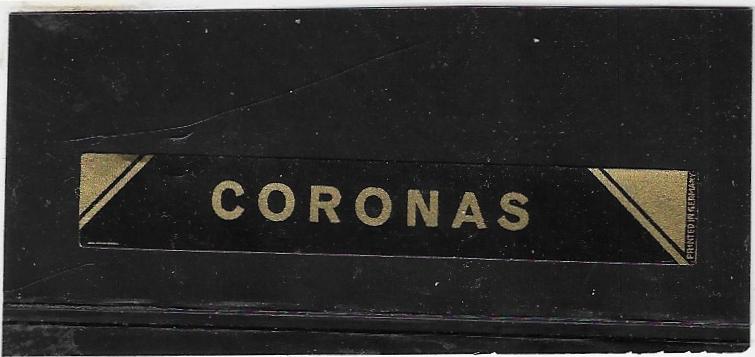 CORONAS
PRINTED IN GERMANY